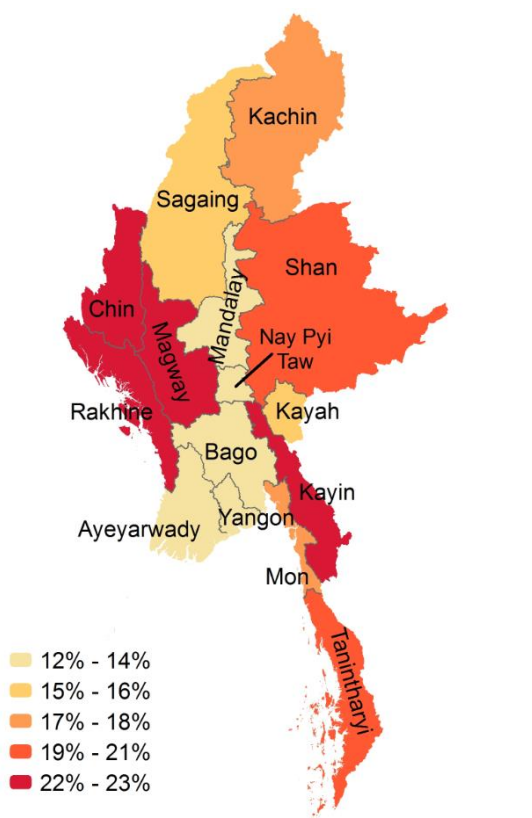 Kachin
Sagaing
Shan
Mandalay
Chin
Magway
Nay Pyi
Taw
Rakhine
Kayah
Bago
Kayin
Yangon
Ayeyarwady
Mon
Tanintharyi
12% - 14%
15% - 16%
17% - 18%
19% - 21%
22% - 23%